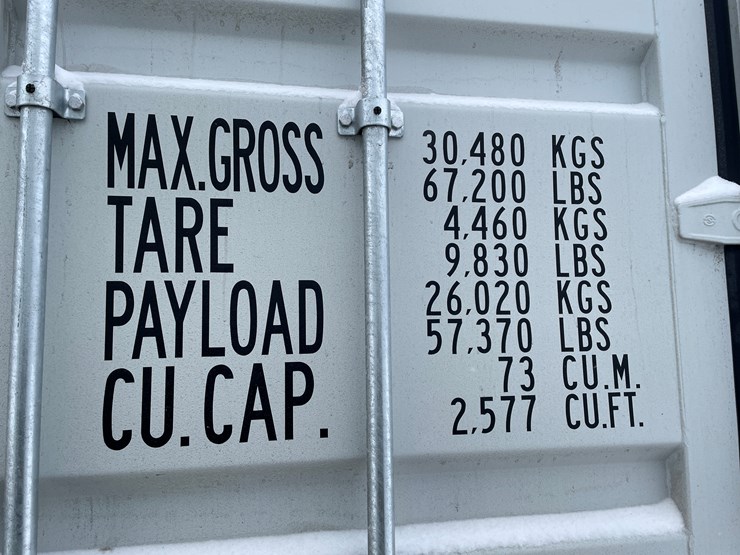 MAX.GROSS 30,480 KGS
67,200 LBS
TARE 4,460 KGS
9,830 LBS
PAYLOAD 26,020 KGS
57,370 LBS
CU.CAP. 73 CU.M.
2,577 CU.FT.